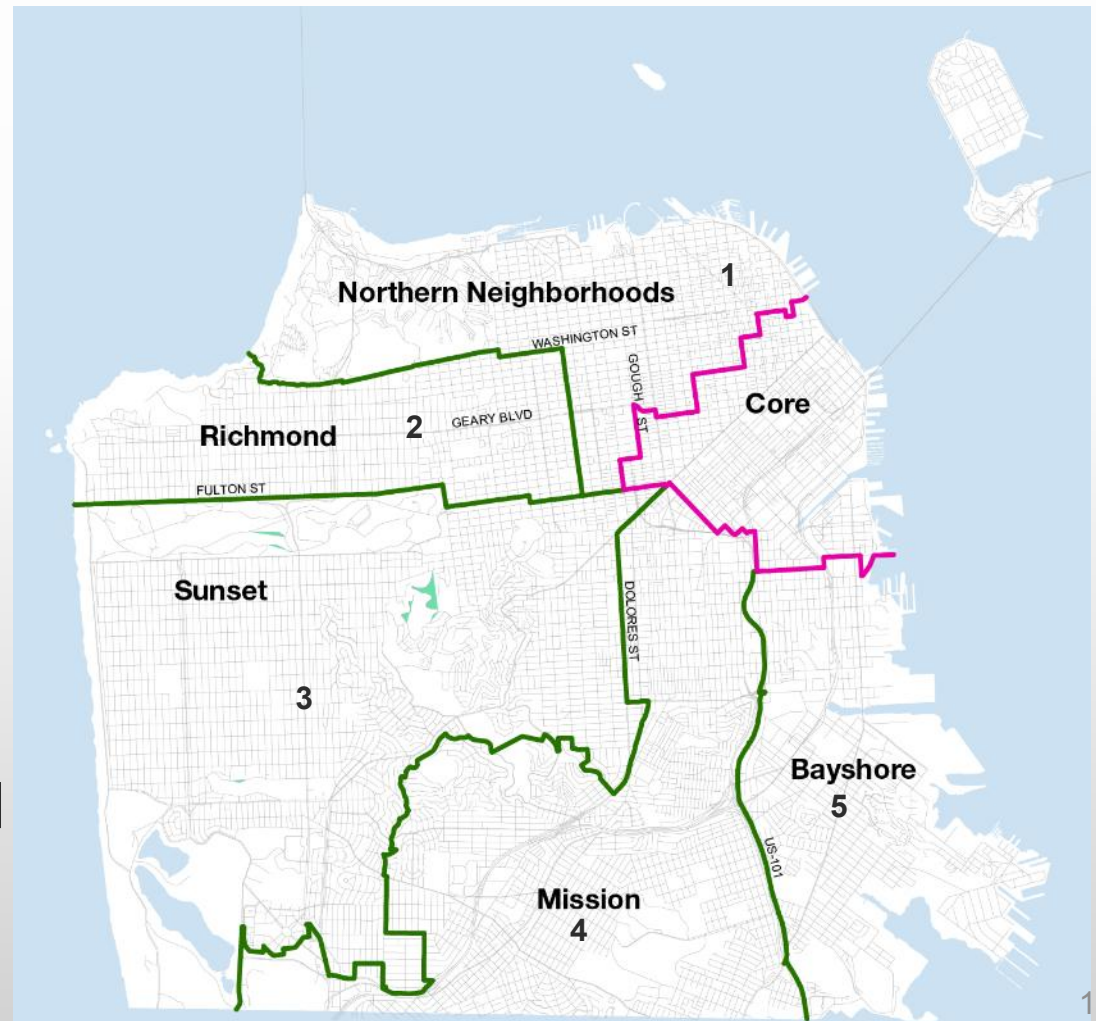 1
Northern Neighborhoods
WASHINGTON ST
GOUGH ST
Core
GEARY BLVD
2
Richmond
FULTON ST
Sunset
DOLORES ST
3
Bayshore
5
US-101
Mission
4
1